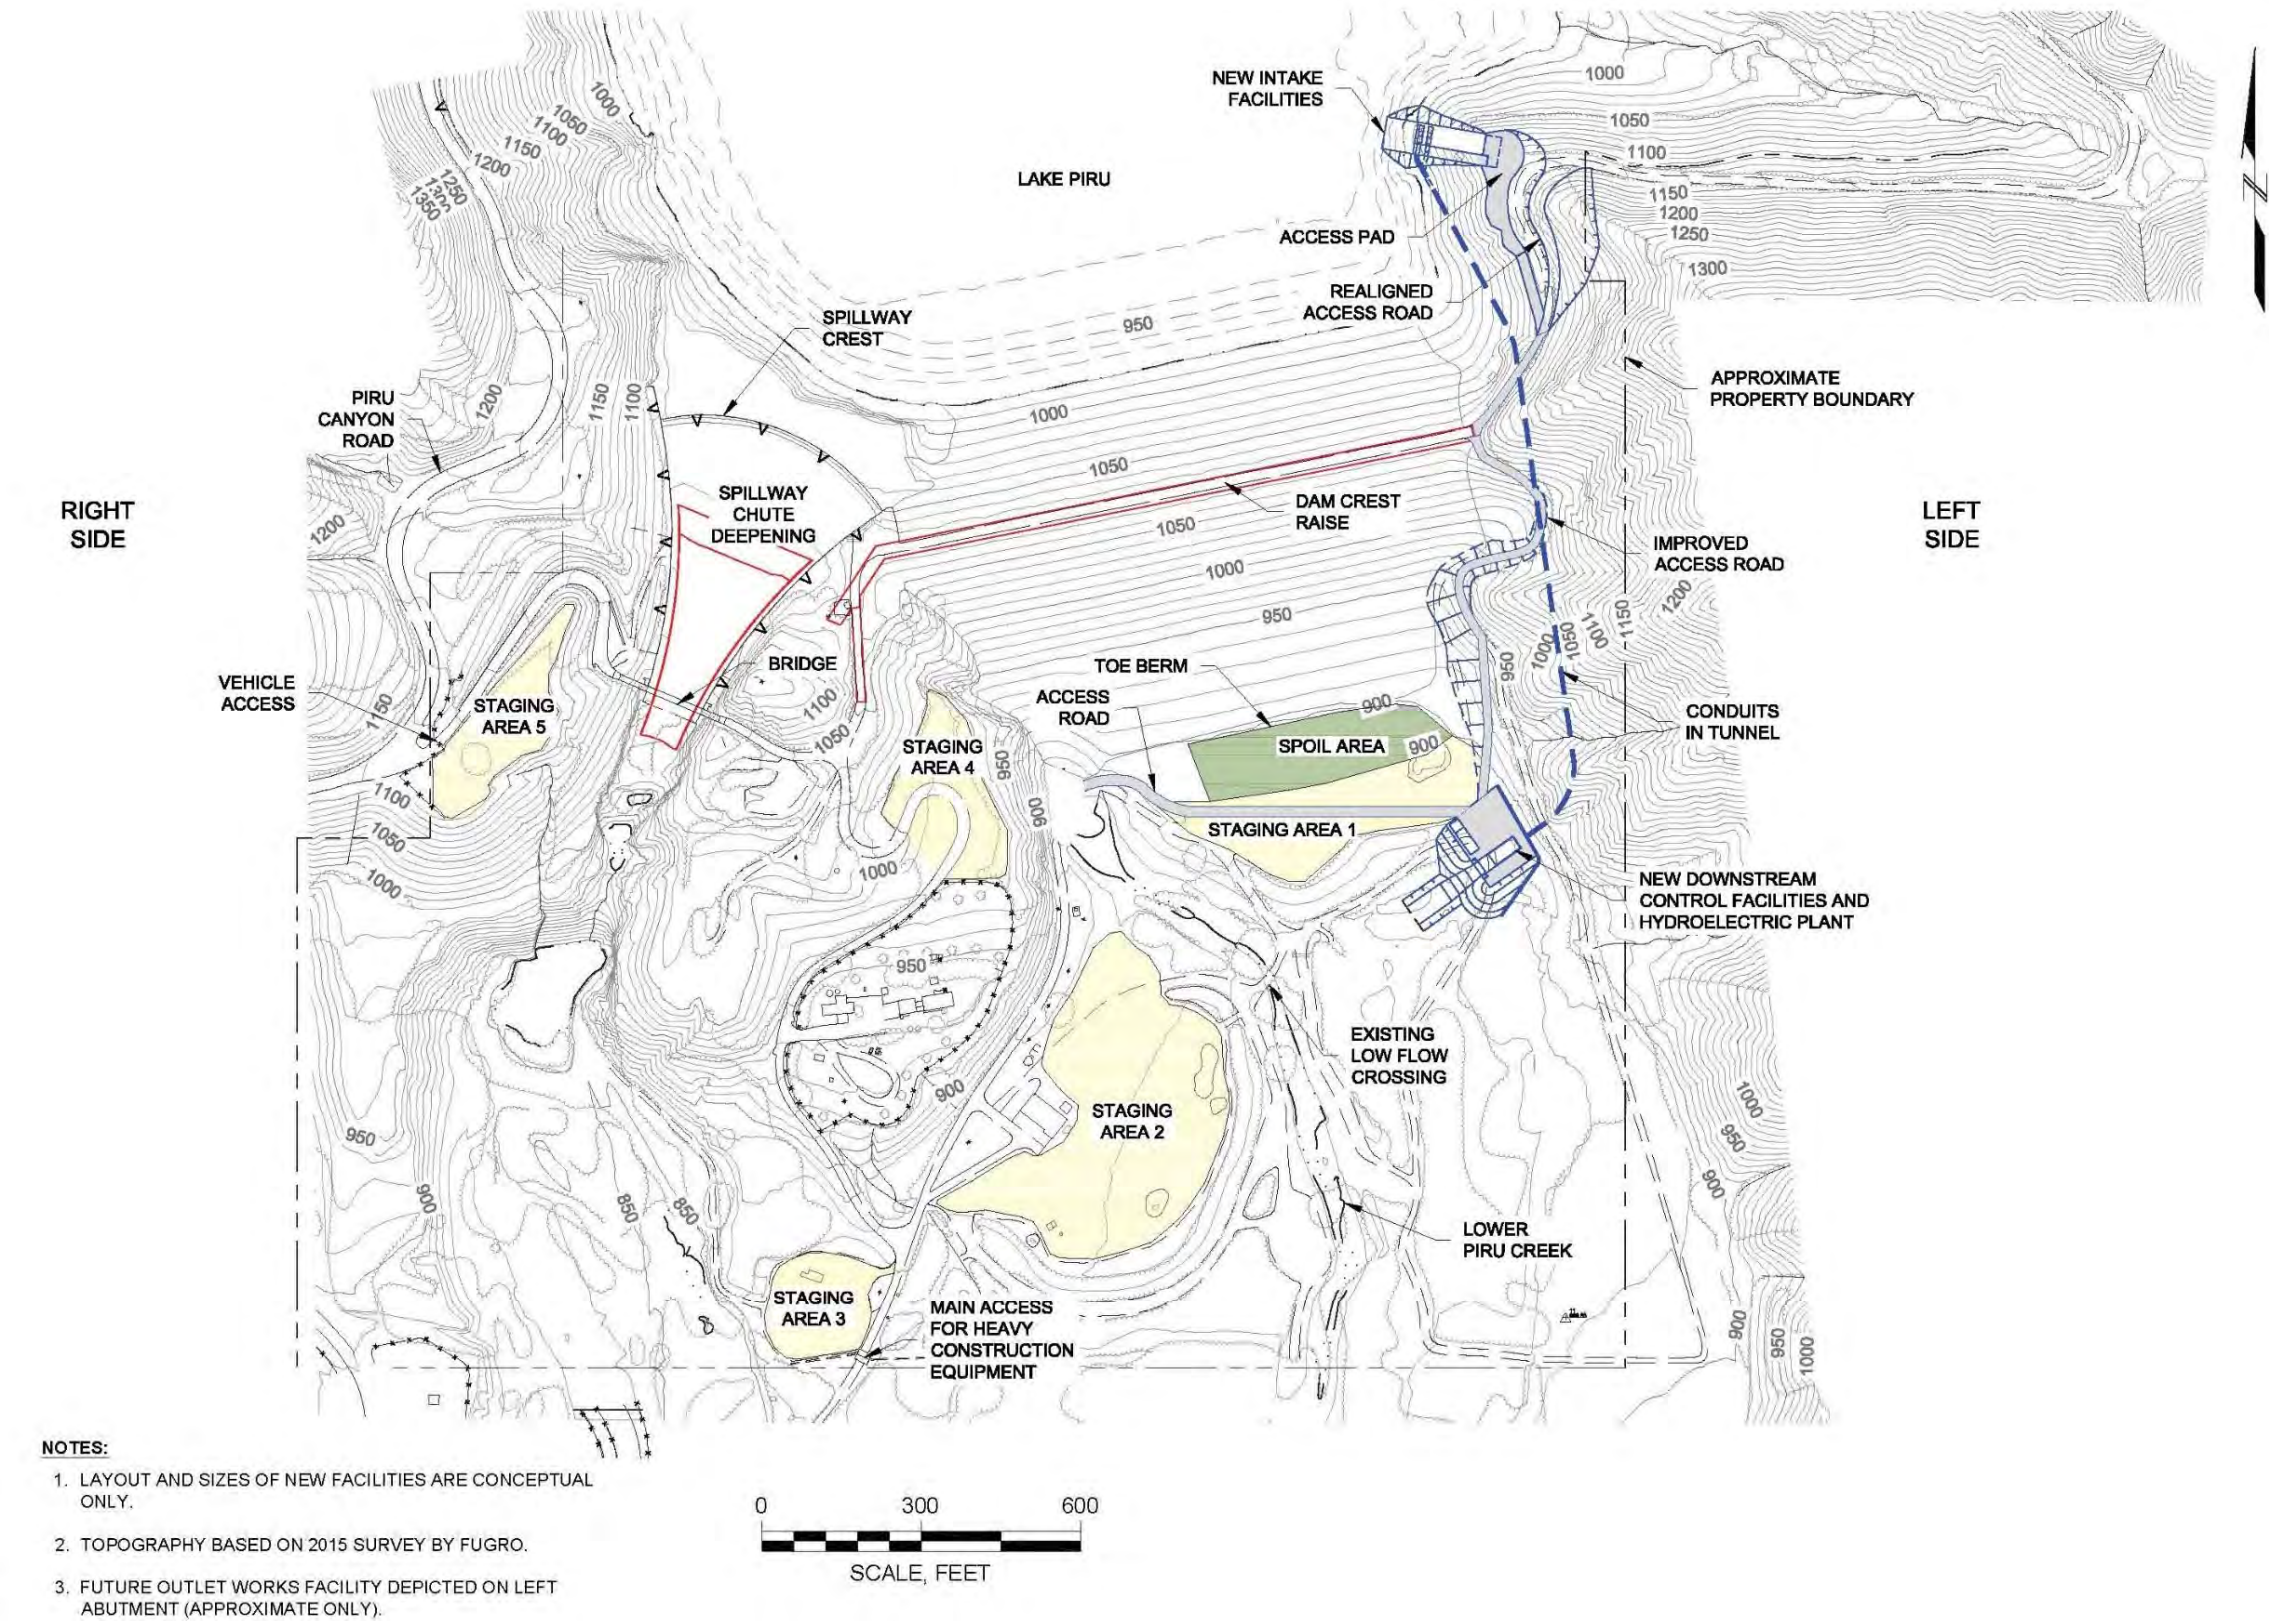 NEW INTAKE
FACILITIES
LAKE PIRU
ACCESS PAD
REALIGNED
ACCESS ROAD
SPILLWAY
CREST
PIRU
CANYON
ROAD
APPROXIMATE
PROPERTY BOUNDARY
RIGHT
SIDE
SPILLWAY
CHUTE
DEEPENING
DAM CREST
RAISE
LEFT
SIDE
IMPROVED
ACCESS ROAD
VEHICLE
ACCESS
STAGING
AREA 5
BRIDGE
TOE BERM
ACCESS
ROAD
STAGING
AREA 4
SPOIL AREA
CONDUITS
IN TUNNEL
STAGING AREA 1
NEW DOWNSTREAM
CONTROL FACILITIES AND
HYDROELECTRIC PLANT
EXISTING
LOW FLOW
CROSSING
STAGING
AREA 2
LOWER
PIRU CREEK
STAGING
AREA 3
MAIN ACCESS
FOR HEAVY
CONSTRUCTION
EQUIPMENT
1000
1050
1100
1150
1200
1250
1350
1000
1050
1100
1150
1200
1250
1300
950
1000
1050
1050
1000
950
1200
1150
1100
1200
1150
1100
1050
1000
1100
1050
950
900
1000
900
900
950
1000
1050
1100
1150
1200
950
900
950
900
850
850
1000
950
900
900
950
1000
NOTES:
1. LAYOUT AND SIZES OF NEW FACILITIES ARE CONCEPTUAL
ONLY.
2. TOPOGRAPHY BASED ON 2015 SURVEY BY FUGRO.
3. FUTURE OUTLET WORKS FACILITY DEPICTED ON LEFT
ABUTMENT (APPROXIMATE ONLY).
0 300 600
SCALE, FEET